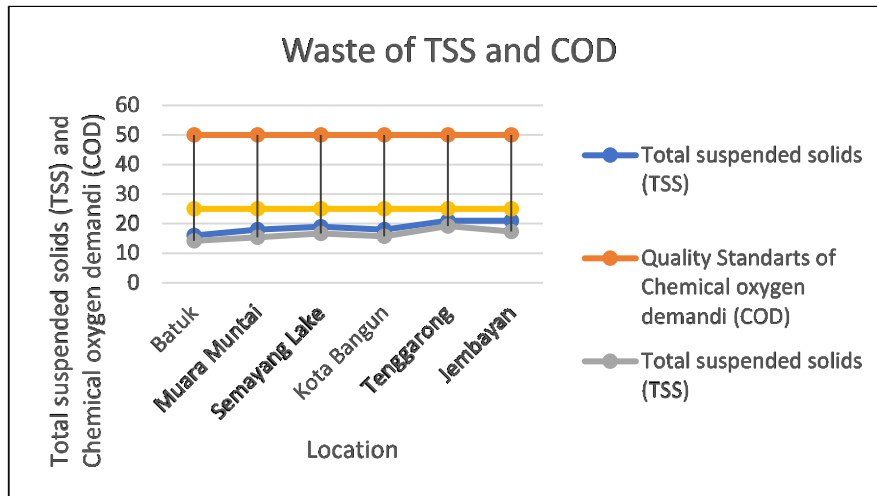 Waste of TSS and COD
Total suspended solids (TSS) and
Chemical oxygen demandi (COD)
60
50
40
30
20
10
0
Batuk
Muara Muntai
Semayang Lake
Kota Bangun
Tenggarong
Jembayan
Location
Total suspended solids
(TSS)
Quality Standarts of
Chemical oxygen
demandi (COD)
Total suspended solids
(TSS)